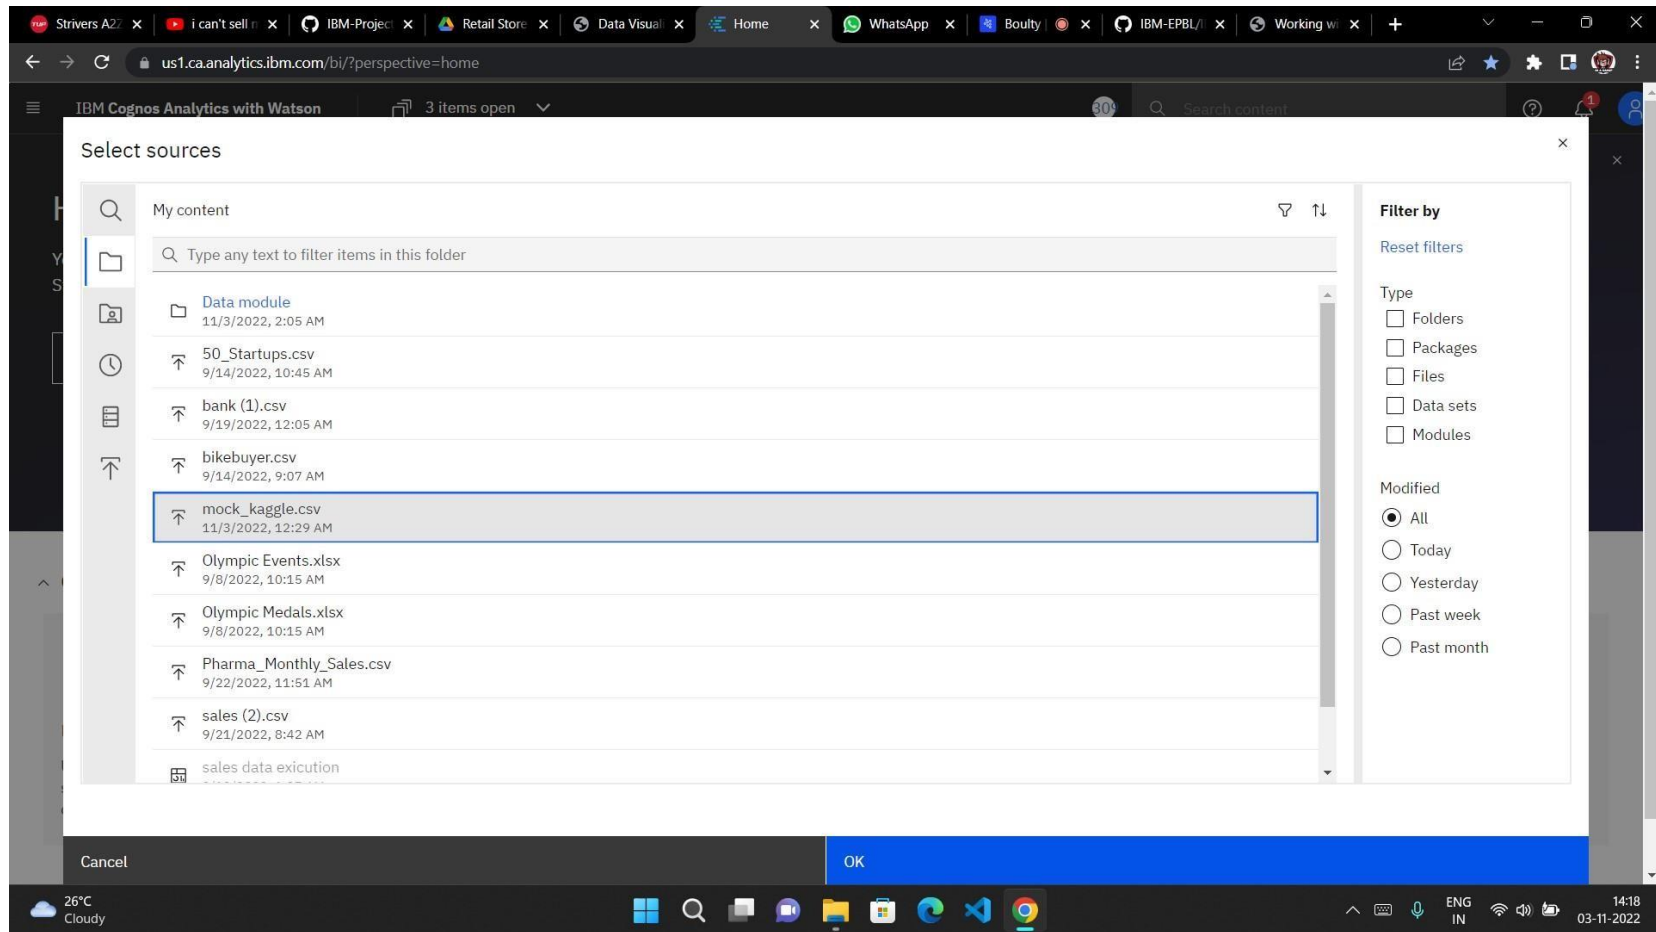 Strivers A2Z
i can't sell n
IBM-Project
Retail Store
Data Visuali
Home
WhatsApp
Boulty
IBM-EPBL/I
Working wi
us1.ca.analytics.ibm.com/bi/?perspective=home
IBM Cognos Analytics with Watson
3 items open
309
Search content
1
Select sources
My content
Type any text to filter items in this folder
Data module
11/3/2022, 2:05 AM
50_Startups.csv
9/14/2022, 10:45 AM
bank (1).csv
9/19/2022, 12:05 AM
bikebuyer.csv
9/14/2022, 9:07 AM
mock_kaggle.csv
11/3/2022, 12:29 AM
Olympic Events.xlsx
9/8/2022, 10:15 AM
Olympic Medals.xlsx
9/8/2022, 10:15 AM
Pharma_Monthly_Sales.csv
9/22/2022, 11:51 AM
sales (2).csv
9/21/2022, 8:42 AM
sales data exicution
Filter by
Reset filters
Type
Folders
Packages
Files
Data sets
Modules
Modified
All
Today
Yesterday
Past week
Past month
Cancel
OK
26°C
Cloudy
ENG
IN
14:18
03-11-2022